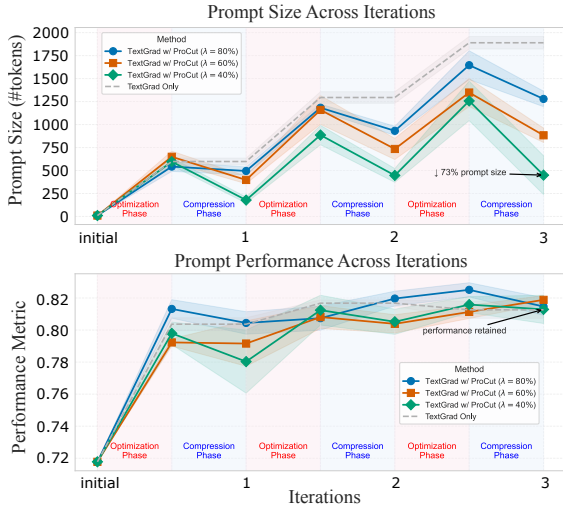 Prompt Size Across Iterations
Prompt Size (#tokens)
2000
1750
1500
1250
1000
750
500
250
0
Method
TextGrad w/ ProCut (λ = 80%)
TextGrad w/ ProCut (λ = 60%)
TextGrad w/ ProCut (λ = 40%)
TextGrad Only
↓ 73% prompt size
Optimization Phase
Compression Phase
Optimization Phase
Compression Phase
Optimization Phase
Compression Phase
initial 1 2 3
Prompt Performance Across Iterations
Performance Metric
0.82
0.80
0.78
0.76
0.74
0.72
performance retained
Method
TextGrad w/ ProCut (λ = 80%)
TextGrad w/ ProCut (λ = 60%)
TextGrad w/ ProCut (λ = 40%)
TextGrad Only
Optimization Phase
Compression Phase
Optimization Phase
Compression Phase
Optimization Phase
Compression Phase
initial 1 2 3
Iterations